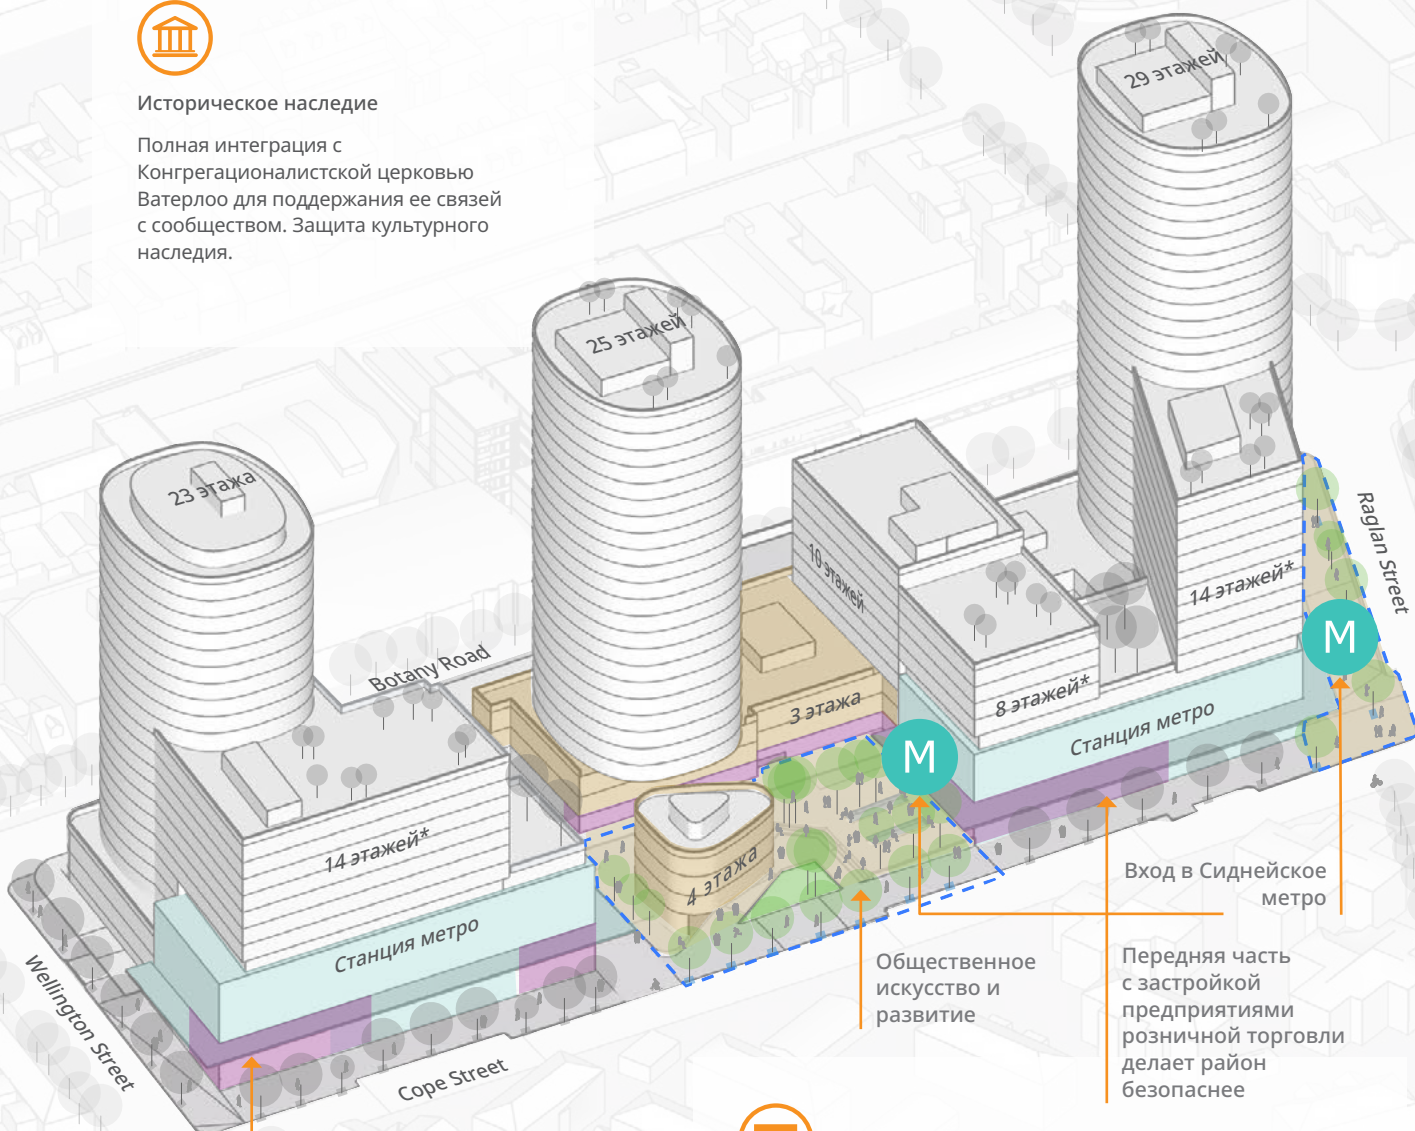 Историческое наследие
Полная интеграция с
Конгрегационалистской церковью
Ватерлоо для поддержания ее связей
с сообществом. Защита культурного
наследия.
29 этажей
25 этажей
23 этажа
10 этажей
14 этажей*
Raglan Street
M
Botany Road
8 этажей*
3 этажа
Станция метро
M
14 этажей*
4 этажа
Станция метро
Вход в Сиднейское
метро
Общественное
искусство и
развитие
Передняя часть
с застройкой
предприятиями
розничной торговли
делает район
безопаснее
Wellington Street
Cope Street